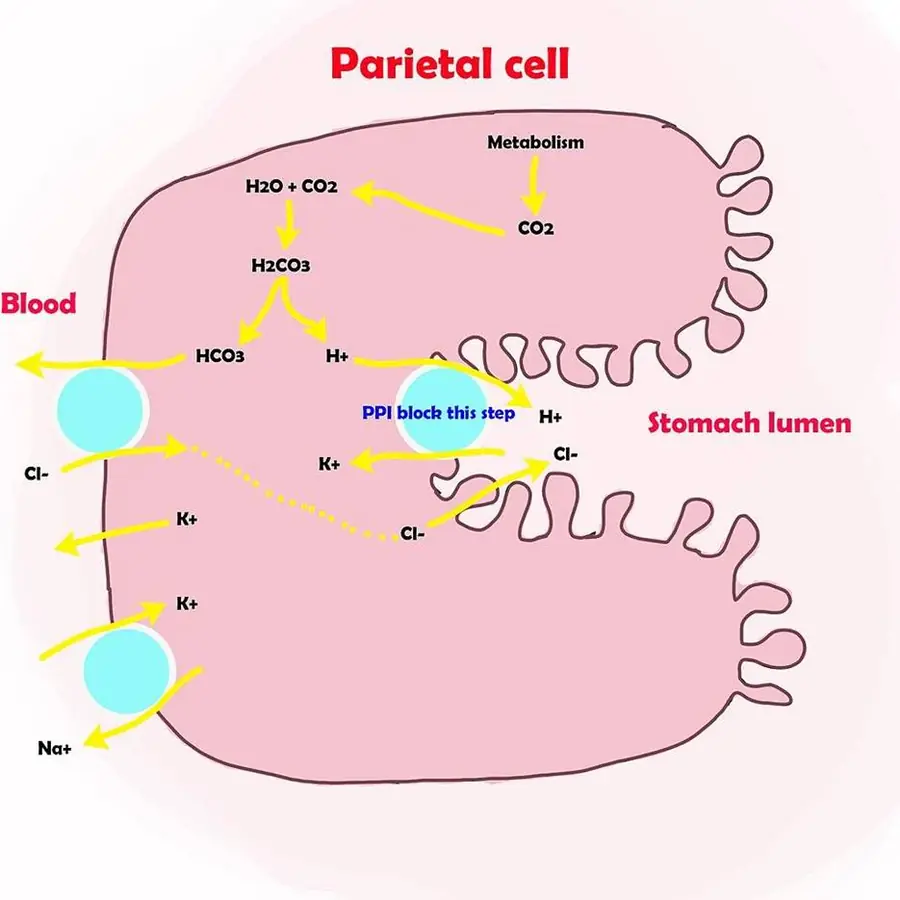 Parietal cell
Metabolism
H2O + CO2
CO2
H2CO3
Blood
HCO3
H+
PPI block this step
H+
Stomach lumen
Cl-
K+
Cl-
K+
Cl-
K+
Na+